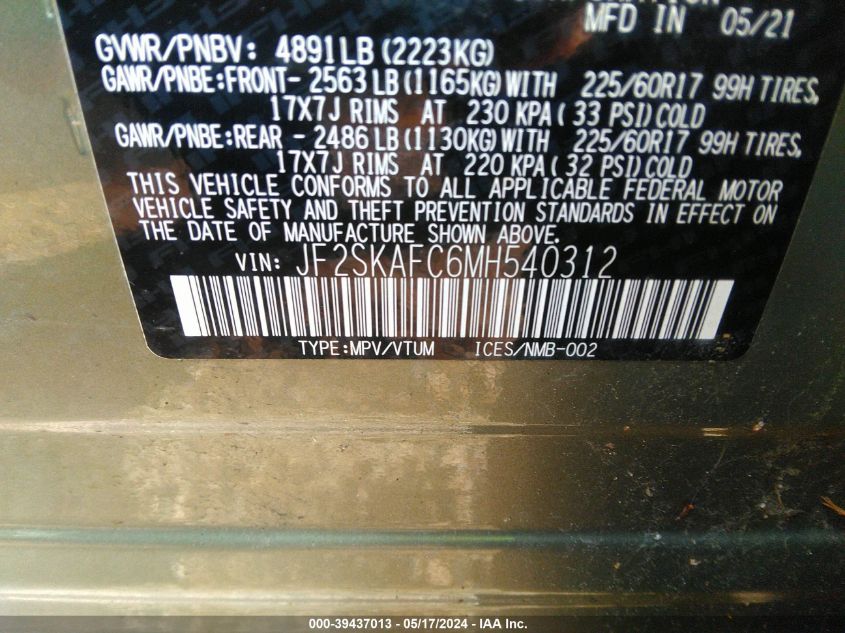 MFD IN 05/21
GVWR/PNBV: 4891LB (2223KG)
GAWR/PNBE:FRONT- 2563 LB (1165KG) WITH 225/60R17 99H TIRES,
17X7J RIMS AT 230 KPA( 33 PSI)COLD
GAWR/PNBE:REAR - 2486 LB (1130KG) WITH 225/60R17 99H TIRES,
17X7J RIMS AT 220 KPA( 32 PSI)COLD
THIS VEHICLE CONFORMS TO ALL APPLICABLE FEDERAL MOTOR
VEHICLE SAFETY AND THEFT PREVENTION STANDARDS IN EFFECT ON
THE DATE OF MANUFACTURE SHOWN ABOVE.
VIN: JF2SKAFC6MH540312
TYPE:MPV/VTUM ICES/NMB-002
000-39437013 - 05/17/2024 - IAA Inc.